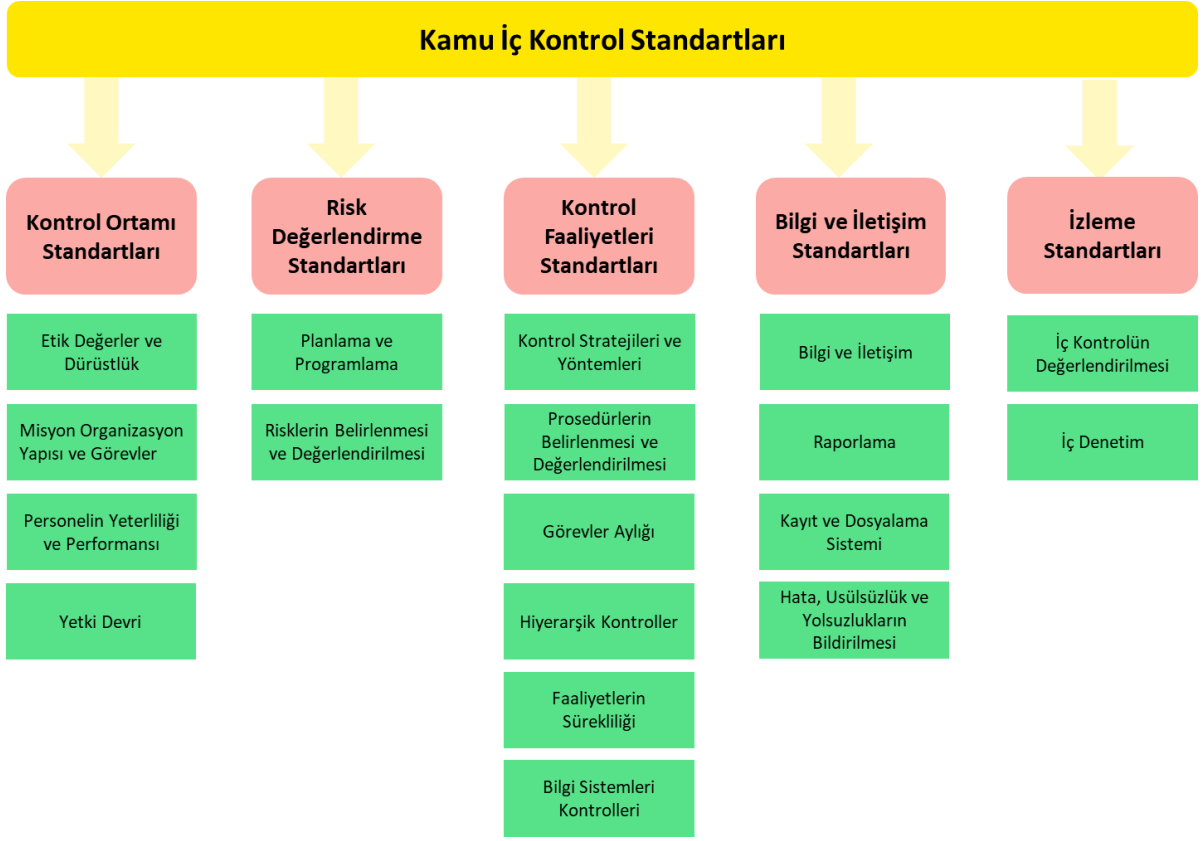 Kamu İç Kontrol Standartları
Kontrol Ortamı
Standartları
Etik Değerler ve
Dürüstlük
Misyon Organizasyon
Yapısı ve Görevler
Personelin Yeterliliği
ve Performansı
Yetki Devri
Risk
Değerlendirme
Standartları
Planlama ve
Programlama
Risklerin Belirlenmesi
ve Değerlendirilmesi
Kontrol
Faaliyetleri
Standartları
Kontrol Stratejileri ve
Yöntemleri
Prosedürlerin
Belirlenmesi ve
Değerlendirilmesi
Görevler Aylığı
Hiyerarşik Kontroller
Faaliyetlerin
Sürekliliği
Bilgi Sistemleri
Kontrolleri
Bilgi ve İletişim
Standartları
Bilgi ve İletişim
Raporlama
Kayıt ve Dosyalama
Sistemi
Hata, Usülsüzlük ve
Yolsuzlukların
Bildirilmesi
İzleme
Standartları
İç Kontrolün
Değerlendirilmesi
İç Denetim